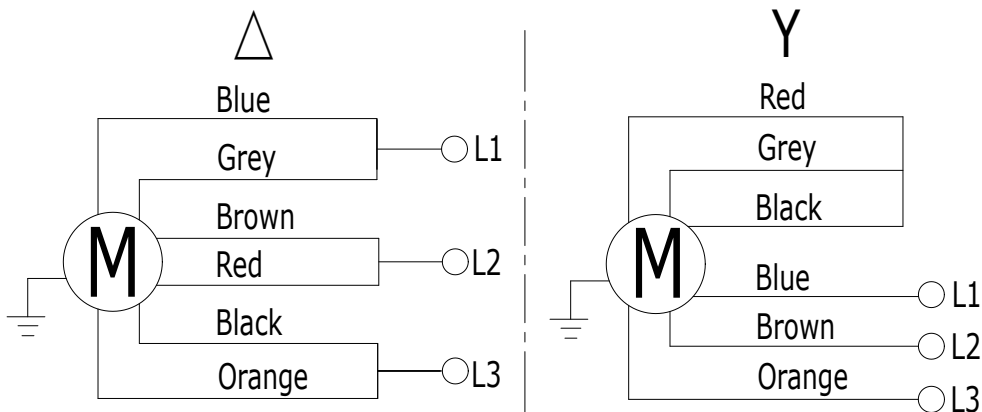 Δ
Blue
Grey
L1
Brown
M
Red
L2
Black
Orange
L3
Y
Red
Grey
Black
M
Blue
L1
Brown
L2
Orange
L3